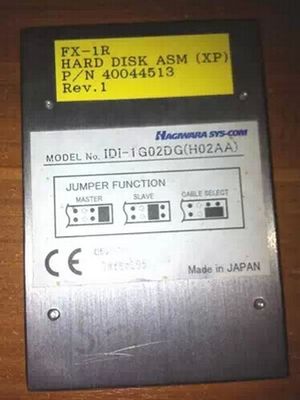 FX-1R
HARD DISK ASM (XP)
P/N 40044513
Rev.1
HAGIWARA SYS-COM
MODEL No. IDI-1G02DG(H02AA)
JUMPER FUNCTION
MASTER SLAVE CABLE SELECT
CE
Made in JAPAN